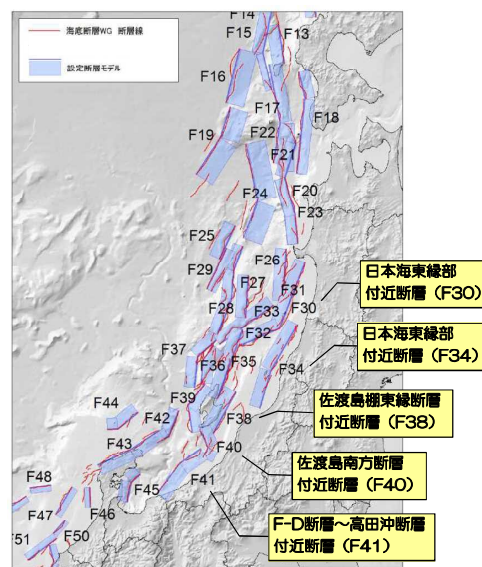 海底断層WG 断層線
設定断層モデル
F14
F15
F13
F16
F17
F18
F19
F22
F21
F24
F20
F23
F25
F26
F29
F27
F31
F28
F33
F30
F32
F37
F36
F35
F34
F39
F44
F42
F38
F43
F40
F41
F45
F48
F47
F46
F50
F51
日本海東縁部
付近断層（F30）
日本海東縁部
付近断層（F34）
佐渡島棚東縁断層
付近断層（F38）
佐渡島南方断層
付近断層（F40）
F-D断層～高田沖断層
付近断層（F41）